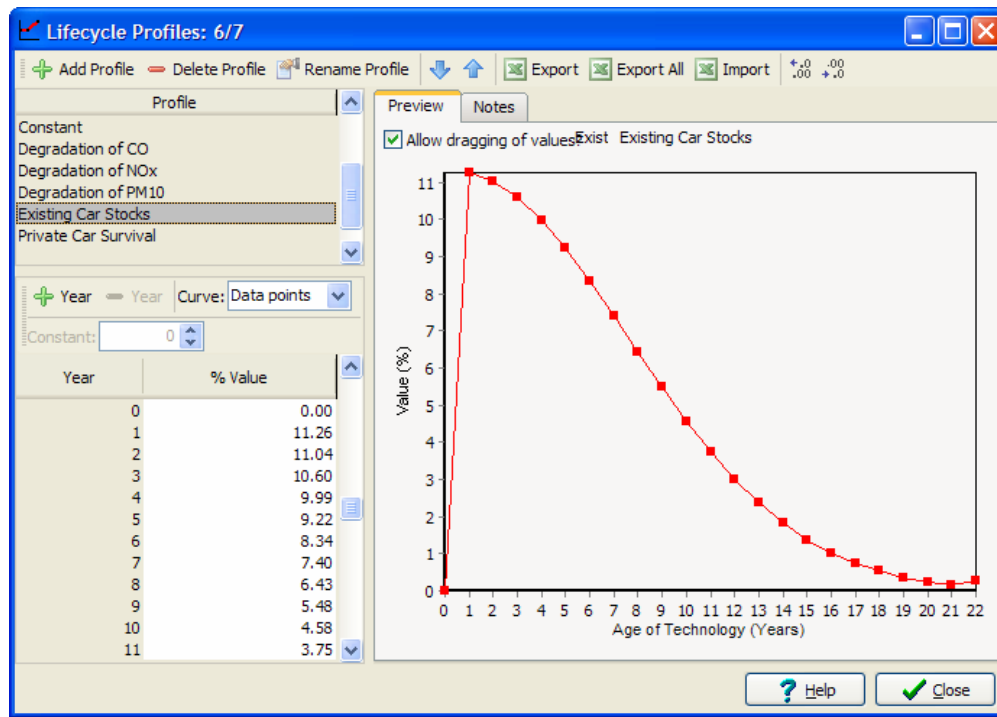 Lifecycle Profiles: 6/7
Add Profile Delete Profile Rename Profile Export Export All Import ←.0 .00 .00 →.0
Profile
Constant
Degradation of CO
Degradation of NOx
Degradation of PM10
Existing Car Stocks
Private Car Survival
Year Year Curve: Data points
Constant: 0
Year % Value
0 0.00
1 11.26
2 11.04
3 10.60
4 9.99
5 9.22
6 8.34
7 7.40
8 6.43
9 5.48
10 4.58
11 3.75
Preview Notes
Allow dragging of values? Exist Existing Car Stocks
Value (%)
11
10
9
8
7
6
5
4
3
2
1
0
0 1 2 3 4 5 6 7 8 9 10 11 12 13 14 15 16 17 18 19 20 21 22
Age of Technology (Years)
? Help Close